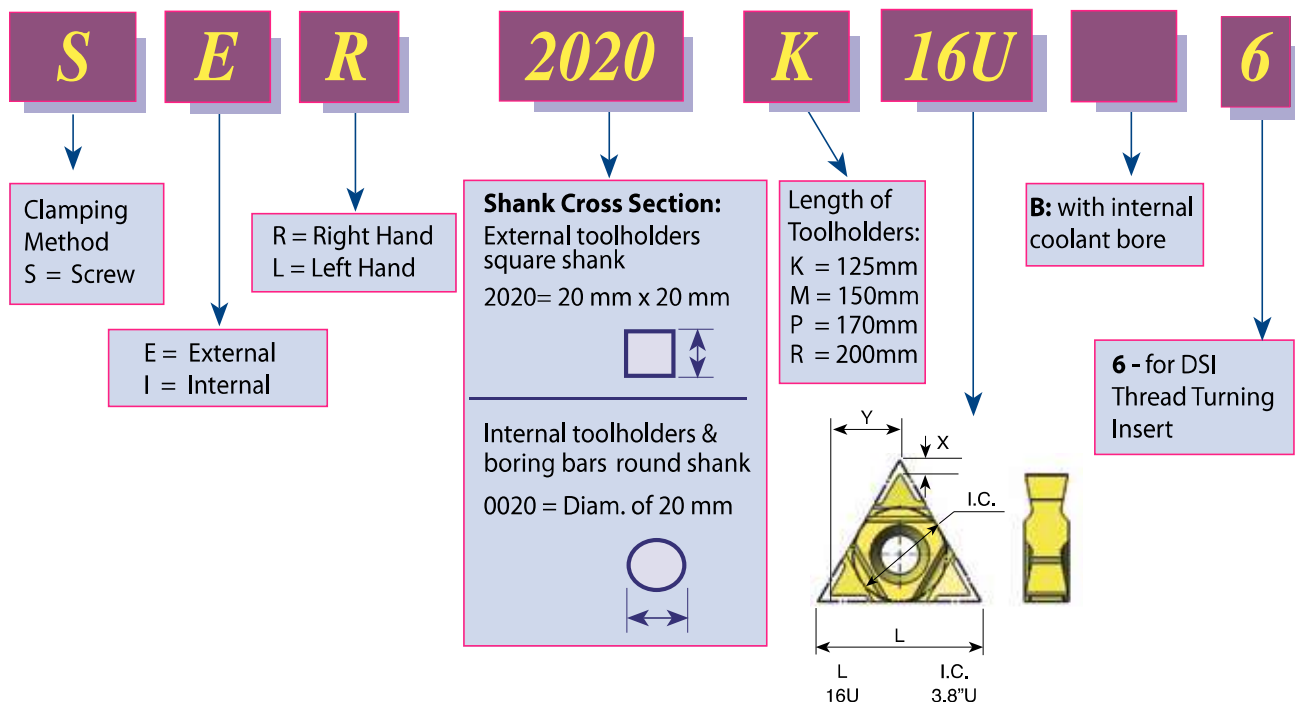 S E R 2020 K 16U 6
Clamping
Method
S = Screw
E = External
I = Internal
R = Right Hand
L = Left Hand
Shank Cross Section:
External toolholders
square shank
2020= 20 mm x 20 mm
Internal toolholders &
boring bars round shank
0020 = Diam. of 20 mm
Length of
Toolholders:
K = 125mm
M = 150mm
P = 170mm
R = 200mm
Y
X
I.C.
L
L I.C.
16U 3.8”U
B: with internal
coolant bore
6 - for DSI
Thread Turning
Insert